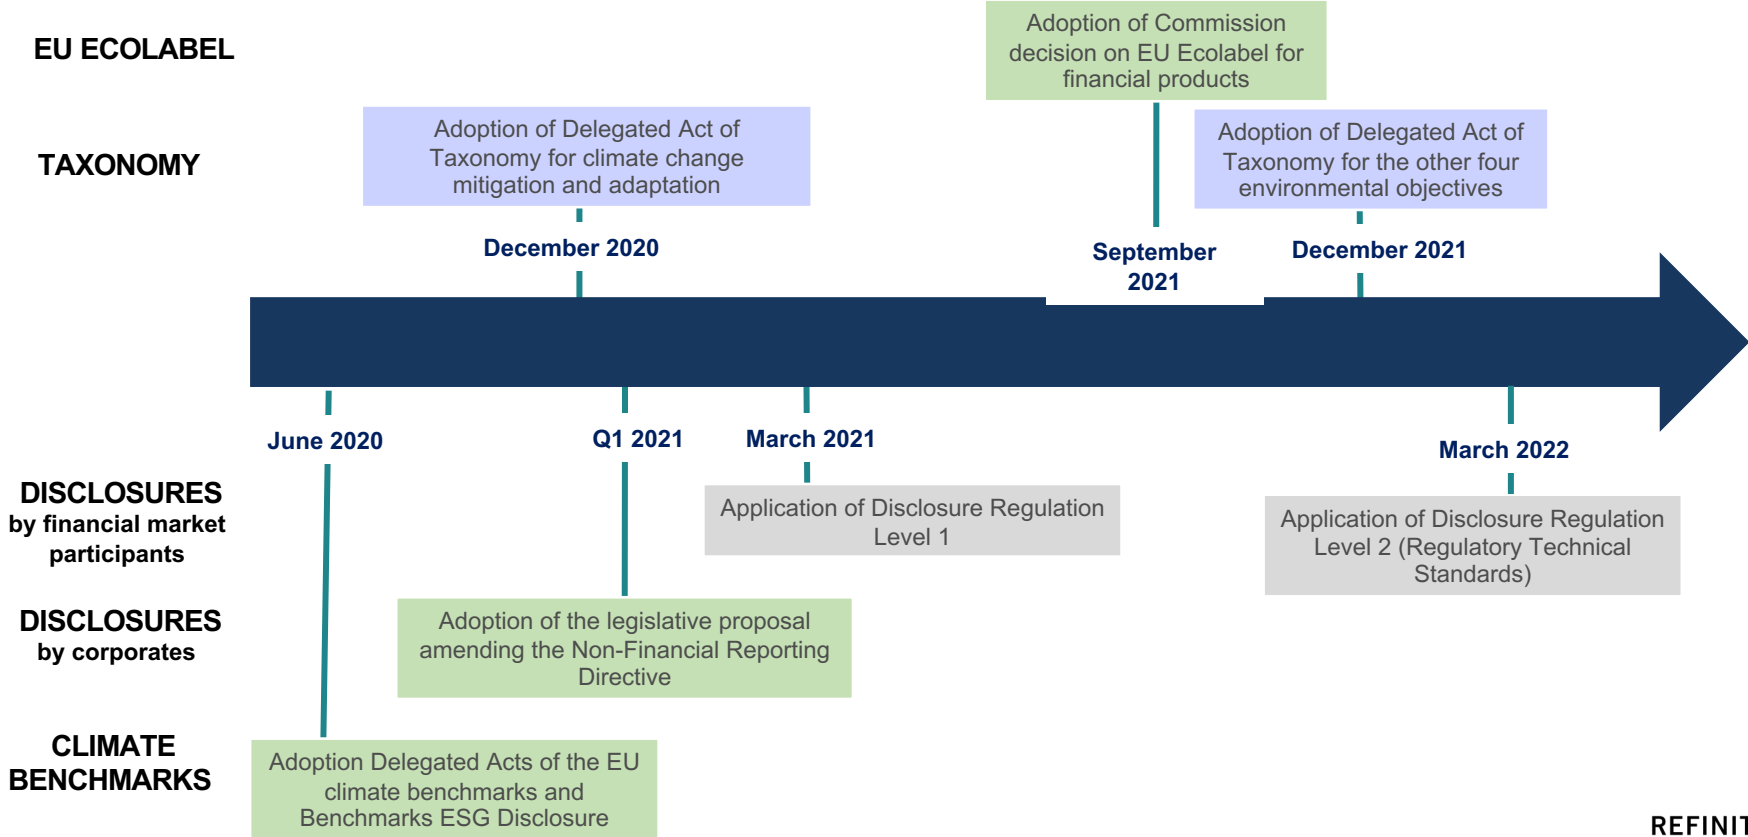 EU ECOLABEL
Adoption of Commission
decision on EU Ecolabel for
financial products
TAXONOMY
Adoption of Delegated Act of
Taxonomy for climate change
mitigation and adaptation
Adoption of Delegated Act of
Taxonomy for the other four
environmental objectives
December 2020
September
2021
December 2021
June 2020
Q1 2021
March 2021
March 2022
DISCLOSURES
by financial market
participants
Application of Disclosure Regulation
Level 1
Application of Disclosure Regulation
Level 2 (Regulatory Technical
Standards)
DISCLOSURES
by corporates
Adoption of the legislative proposal
amending the Non-Financial Reporting
Directive
CLIMATE
BENCHMARKS
Adoption Delegated Acts of the EU
climate benchmarks and
Benchmarks ESG Disclosure
REFINIT